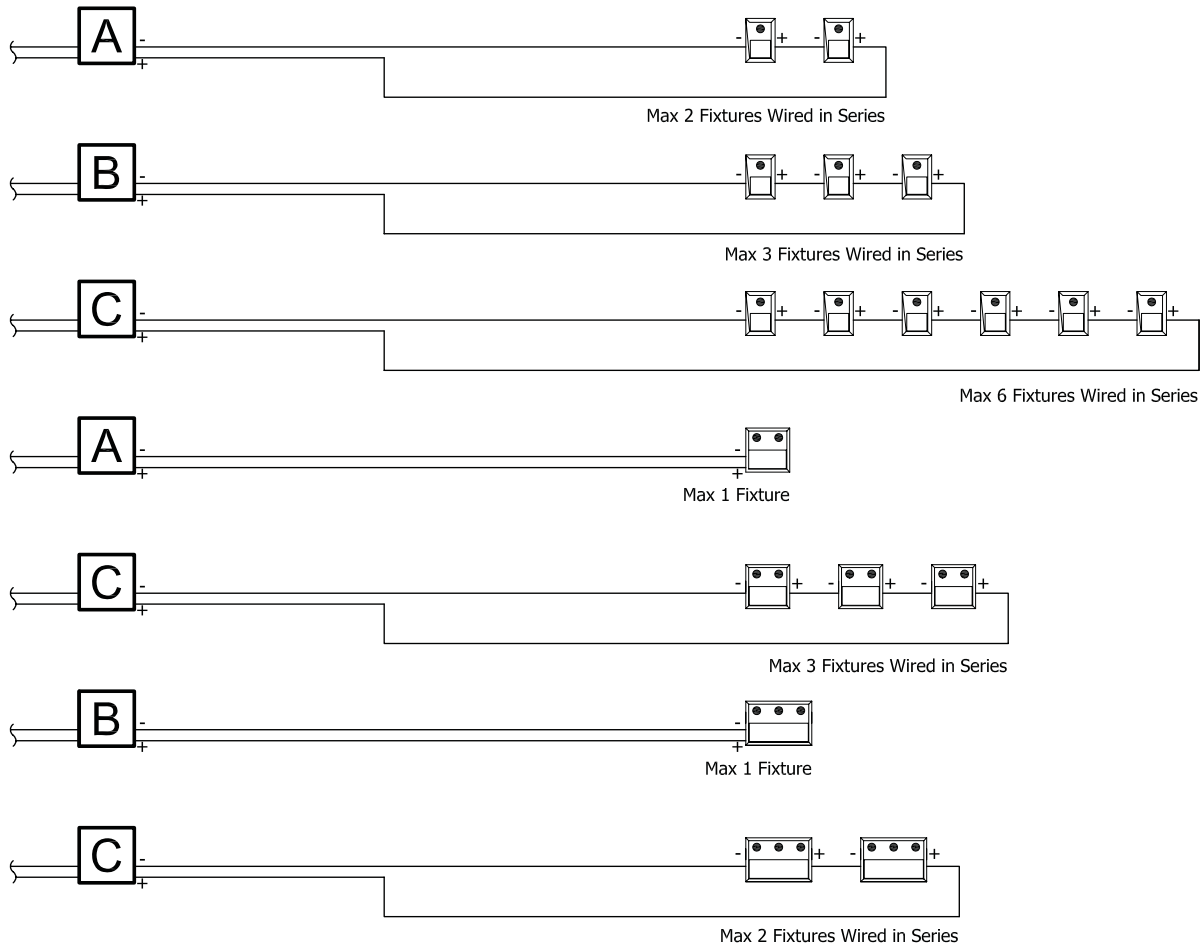 A - +
- + - +
Max 2 Fixtures Wired in Series
B - +
- + - + - +
Max 3 Fixtures Wired in Series
C - +
- + - + - + - + - + - +
Max 6 Fixtures Wired in Series
A - +
- +
Max 1 Fixture
C - +
- + - + - +
Max 3 Fixtures Wired in Series
B - +
- +
Max 1 Fixture
C - +
- + - +
Max 2 Fixtures Wired in Series